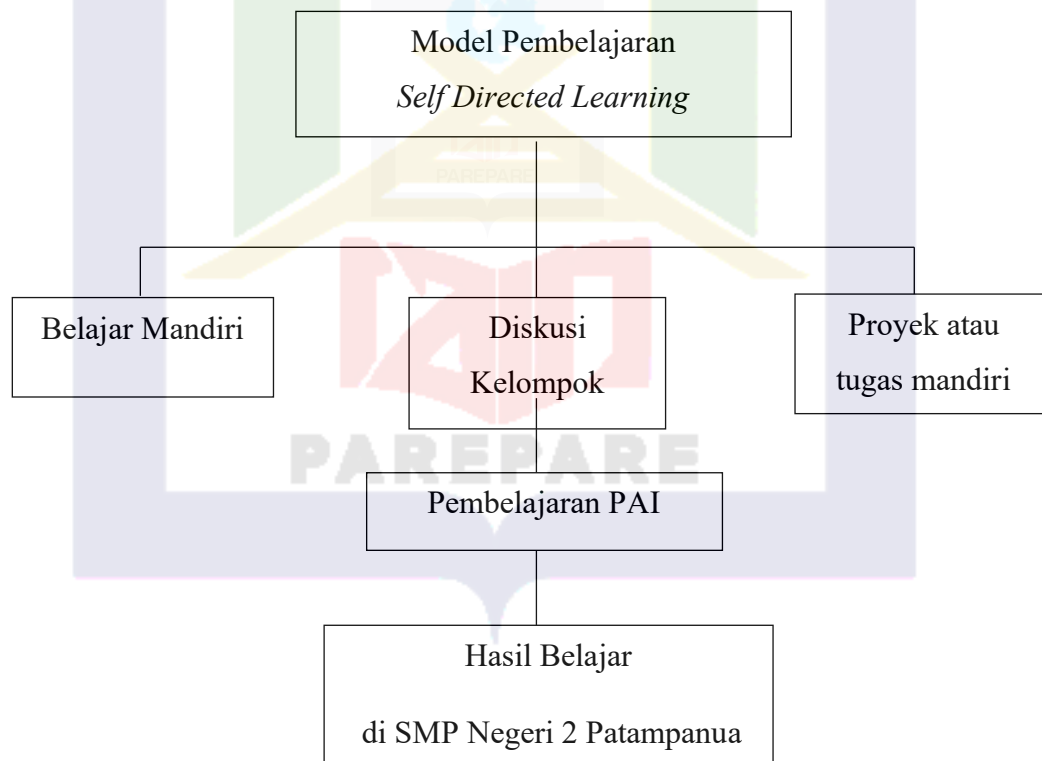 Model Pembelajaran
Self Directed Learning
PAREPARE
Belajar Mandiri
Diskusi
Kelompok
Proyek atau
tugas mandiri
PAREPARE
Pembelajaran PAI
Hasil Belajar
di SMP Negeri 2 Patampanua